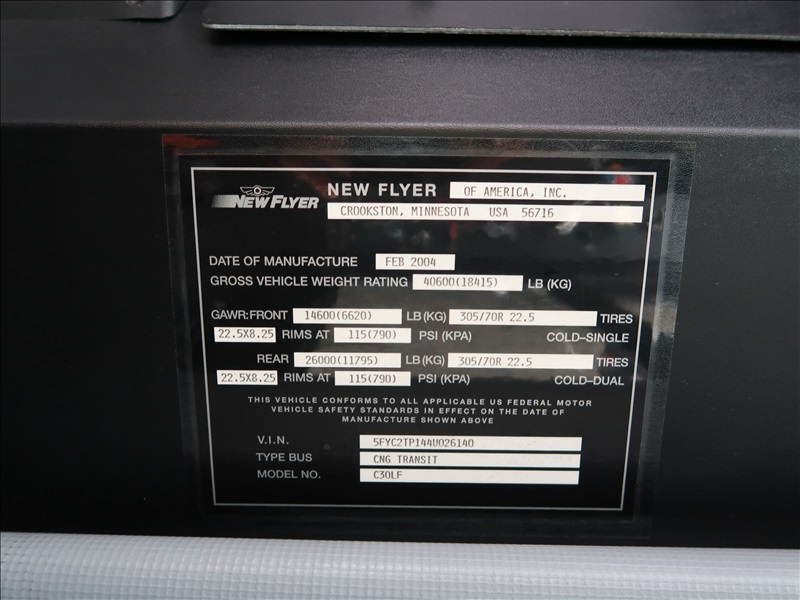 NEW FLYER
NEW FLYER OF AMERICA, INC.
CROOKSTON, MINNESOTA USA 56716
DATE OF MANUFACTURE FEB 2004
GROSS VEHICLE WEIGHT RATING 40600(18415) LB (KG)
GAWR:FRONT 14600(6620) LB(KG) 305/70R 22.5 TIRES
22.5X8.25 RIMS AT 115(790) PSI (KPA) COLD-SINGLE
REAR 26000(11795) LB(KG) 305/70R 22.5 TIRES
22.5X8.25 RIMS AT 115(790) PSI (KPA) COLD-DUAL
THIS VEHICLE CONFORMS TO ALL APPLICABLE US FEDERAL MOTOR
VEHICLE SAFETY STANDARDS IN EFFECT ON THE DATE OF
MANUFACTURE SHOWN ABOVE
V.I.N. 5FYC2TP144U026140
TYPE BUS CNG TRANSIT
MODEL NO. C30LF